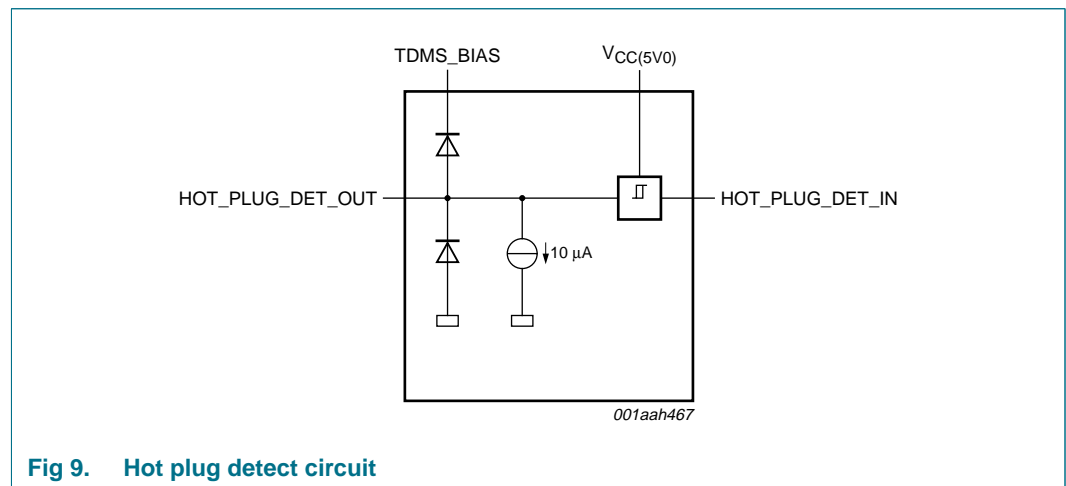 TDMS_BIAS
VCC(5V0)
HOT_PLUG_DET_OUT
HOT_PLUG_DET_IN
10 μA
001aah467
Fig 9. Hot plug detect circuit